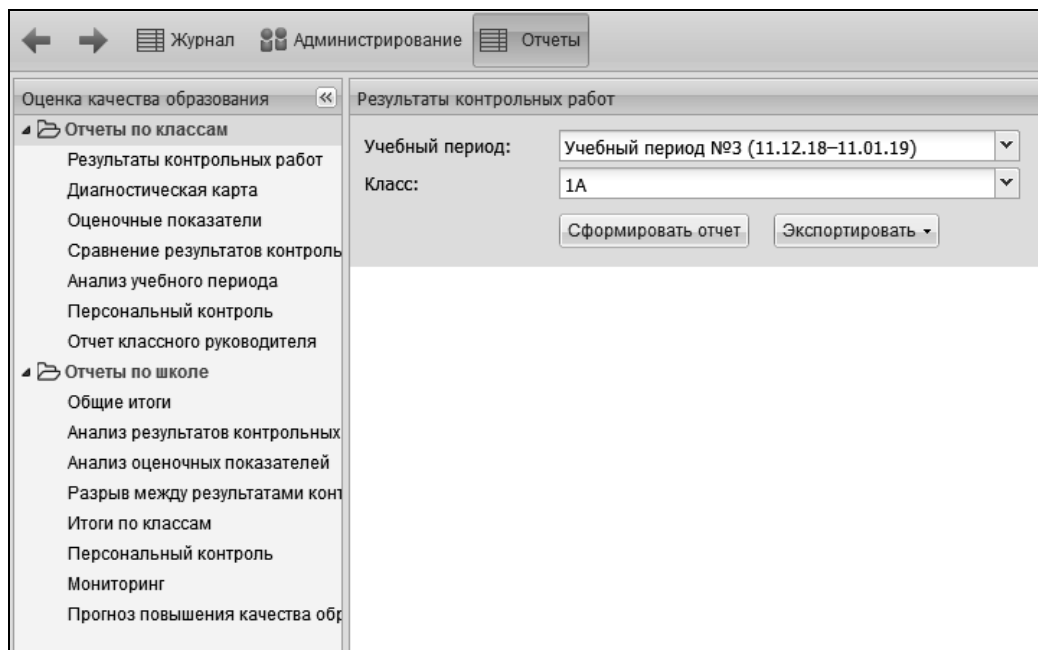 Журнал Администрирование Отчеты
Оценка качества образования
Отчеты по классам
Результаты контрольных работ
Диагностическая карта
Оценочные показатели
Сравнение результатов контроль
Анализ учебного периода
Персональный контроль
Отчет классного руководителя
Отчеты по школе
Общие итоги
Анализ результатов контрольных
Анализ оценочных показателей
Разрыв между результатами конт
Итоги по классам
Персональный контроль
Мониторинг
Прогноз повышения качества обр
Результаты контрольных работ
Учебный период: Учебный период №3 (11.12.18–11.01.19)
Класс: 1А
Сформировать отчет Экспортировать